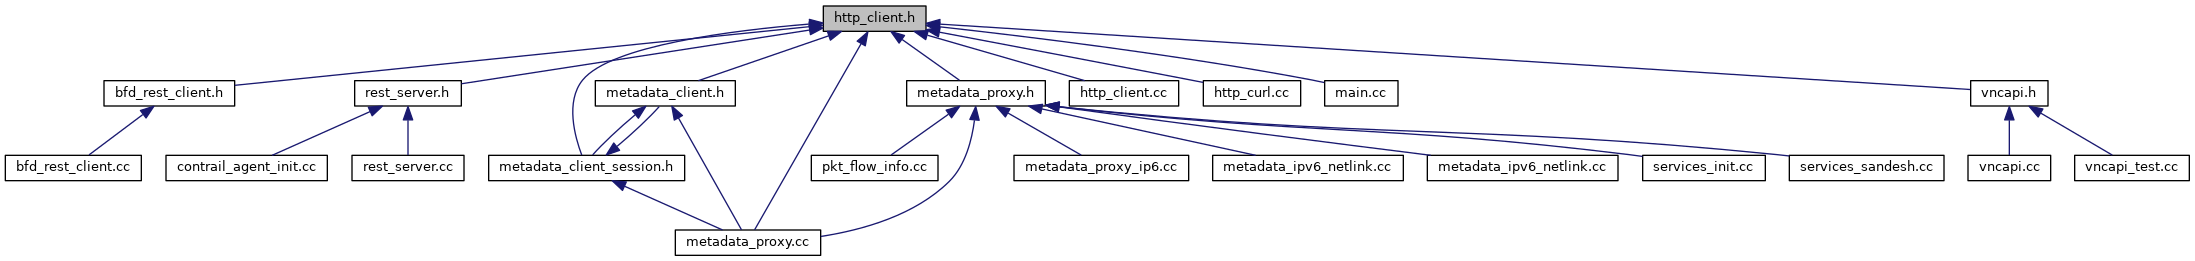 http_client.h
bfd_rest_client.h
rest_server.h
metadata_client.h
metadata_proxy.h
http_client.cc
http_curl.cc
main.cc
vncapi.h
bfd_rest_client.cc
contrail_agent_init.cc
rest_server.cc
metadata_client_session.h
pkt_flow_info.cc
metadata_proxy_ip6.cc
metadata_ipv6_netlink.cc
metadata_ipv6_netlink.cc
services_init.cc
services_sandesh.cc
vncapi.cc
vncapi_test.cc
metadata_proxy.cc